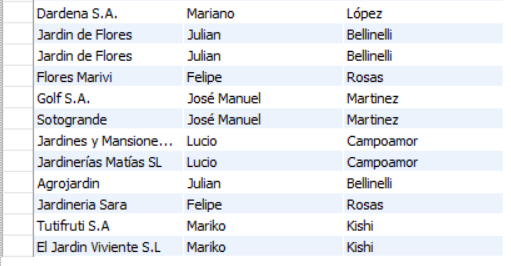 Dardena S.A. Mariano López
Jardin de Flores Julian Bellinelli
Jardin de Flores Julian Bellinelli
Flores Marivi Felipe Rosas
Golf S.A. José Manuel Martinez
Sotogrande José Manuel Martinez
Jardines y Mansione... Lucio Campoamor
Jardinerías Matías SL Lucio Campoamor
Agrojardin Julian Bellinelli
Jardineria Sara Felipe Rosas
Tutifruti S.A Mariko Kishi
El Jardin Viviente S.L Mariko Kishi